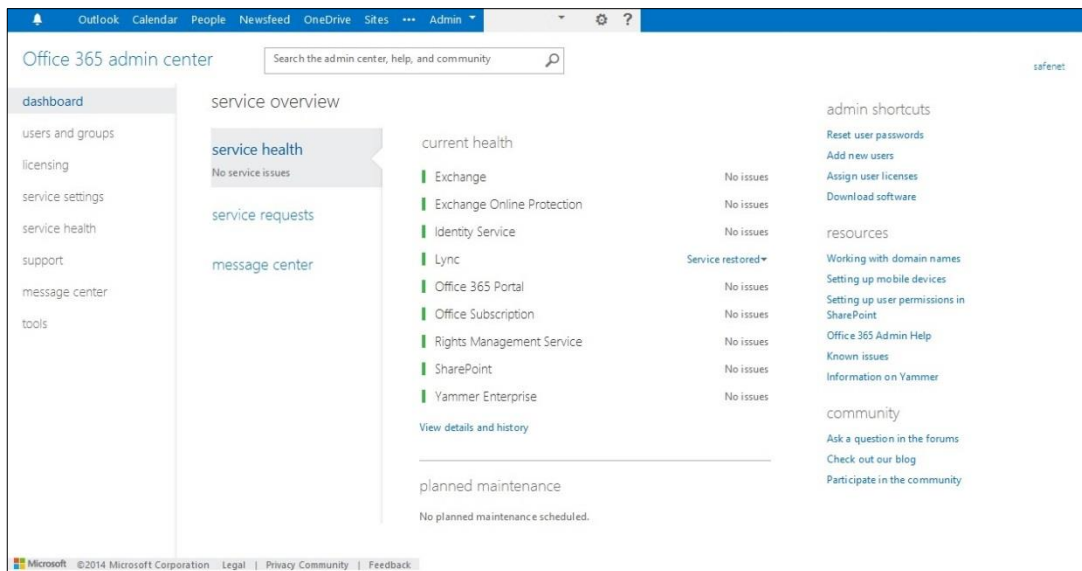 Outlook Calendar People Newsfeed OneDrive Sites ••• Admin ?
Office 365 admin center
Search the admin center, help, and community
safenet
dashboard
users and groups
licensing
service settings
service health
support
message center
tools
service overview
service health
No service issues
service requests
message center
current health
Exchange No issues
Exchange Online Protection No issues
Identity Service No issues
Lync Service restored
Office 365 Portal No issues
Office Subscription No issues
Rights Management Service No issues
SharePoint No issues
Yammer Enterprise No issues
View details and history
planned maintenance
No planned maintenance scheduled.
admin shortcuts
Reset user passwords
Add new users
Assign user licenses
Download software
resources
Working with domain names
Setting up mobile devices
Setting up user permissions in
SharePoint
Office 365 Admin Help
Known issues
Information on Yammer
community
Ask a question in the forums
Check out our blog
Participate in the community
Microsoft ©2014 Microsoft Corporation Legal | Privacy Community | Feedback